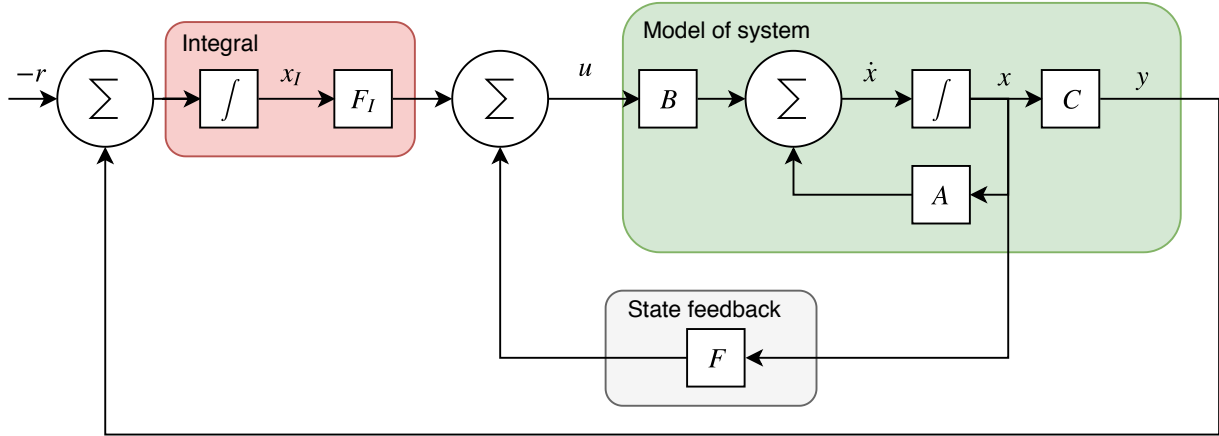 Model of system
Integral
−r
∑
∫
x_I
F_I
∑
u
B
∑
ẋ
∫
x
C
y
A
State feedback
F